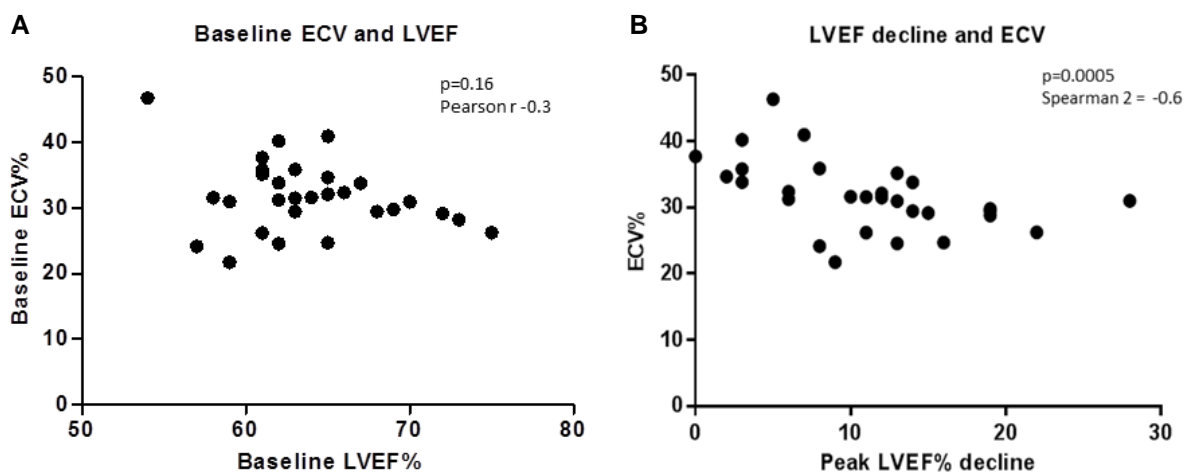 A
Baseline ECV and LVEF
p=0.16
Pearson r -0.3
Baseline ECV%
50
40
30
20
10
0
50
60
70
80
Baseline LVEF%
B
LVEF decline and ECV
p=0.0005
Spearman 2 = -0.6
ECV%
50
40
30
20
10
0
0
10
20
30
Peak LVEF% decline